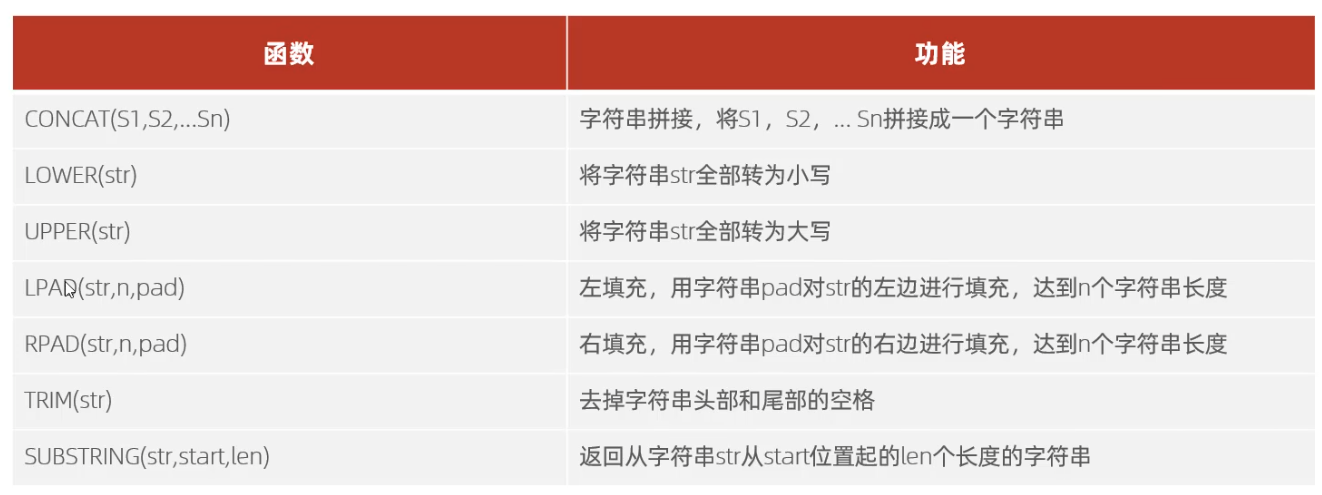 函数 功能
CONCAT(S1,S2,...Sn) 字符串拼接，将S1，S2，... Sn拼接成一个字符串
LOWER(str) 将字符串str全部转为小写
UPPER(str) 将字符串str全部转为大写
LPAD(str,n,pad) 左填充，用字符串pad对str的左边进行填充，达到n个字符串长度
RPAD(str,n,pad) 右填充，用字符串pad对str的右边进行填充，达到n个字符串长度
TRIM(str) 去掉字符串头部和尾部的空格
SUBSTRING(str,start,len) 返回从字符串str从start位置起的len个长度的字符串